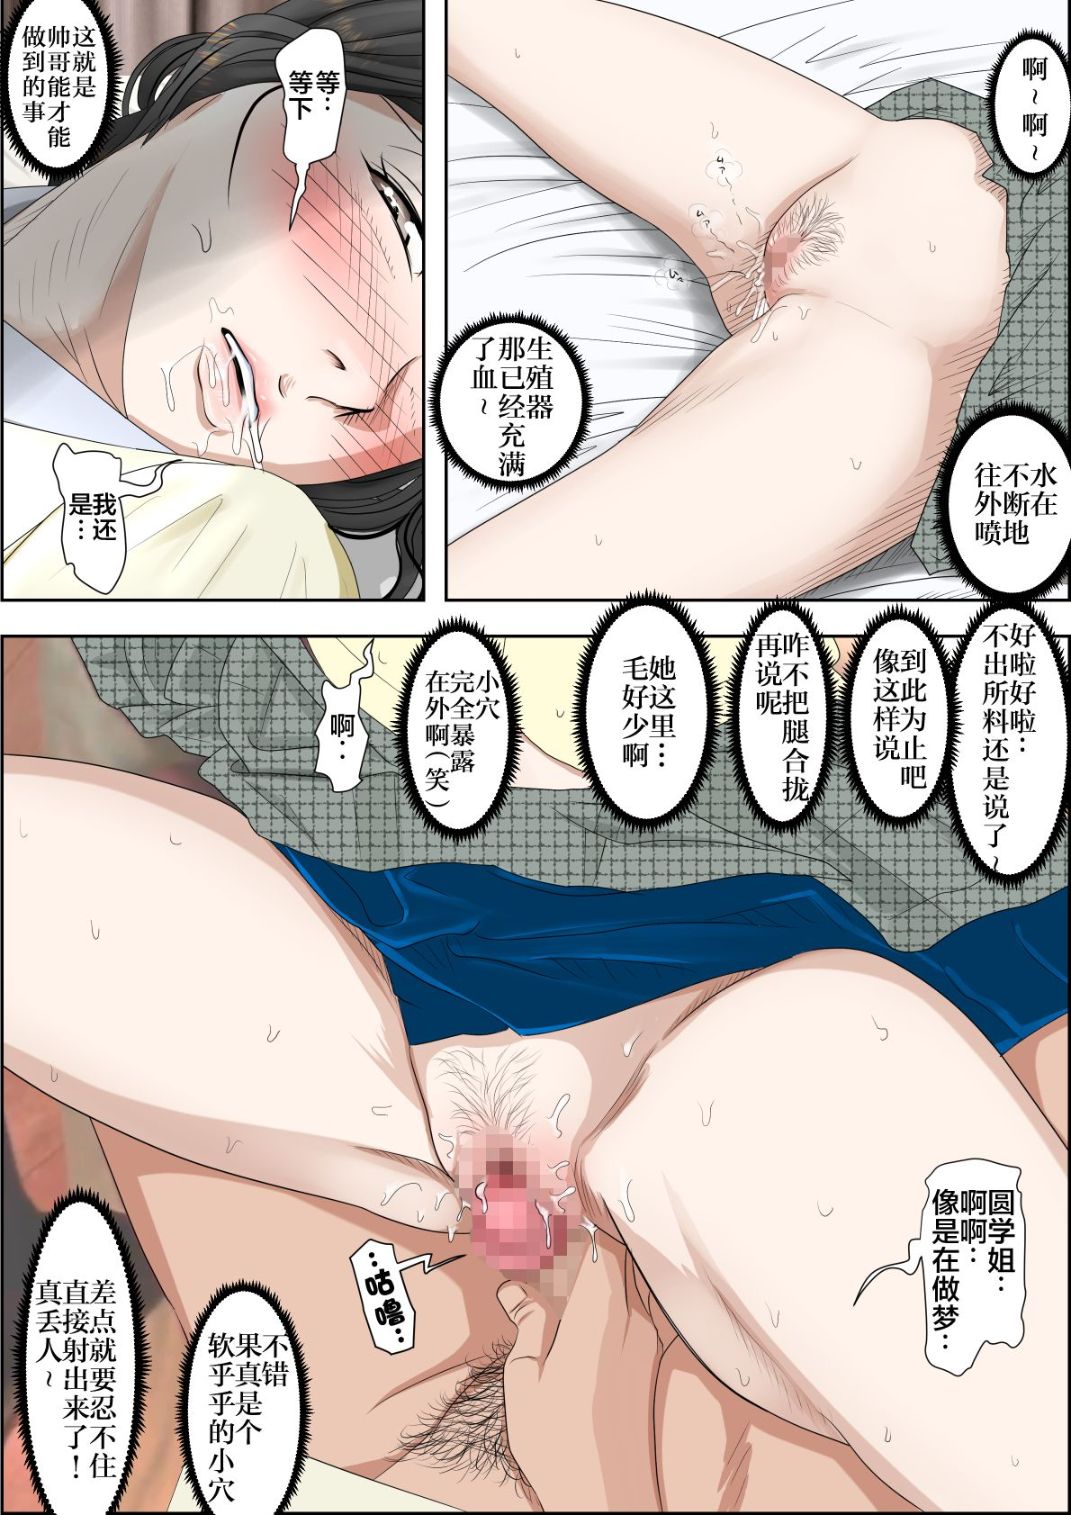 啊～啊～
生殖器
那已经充满
了血～
水在
不断地
往外喷
等…
等下
这就是
帅哥能才能
做到的事
我还
是…
好啦好啦…
不出所料还是说了～
到此为止吧
像这样说
咋不把腿合拢
再说呢
她这里…
毛好少啊
小穴
完全暴露
在外啊(笑)
啊…
圆学姐…
啊啊…
像是在做梦…
…咕噜…
不错
果真是个
软乎乎的小穴
差点就要忍不住
直接射出来了！
真丢人～